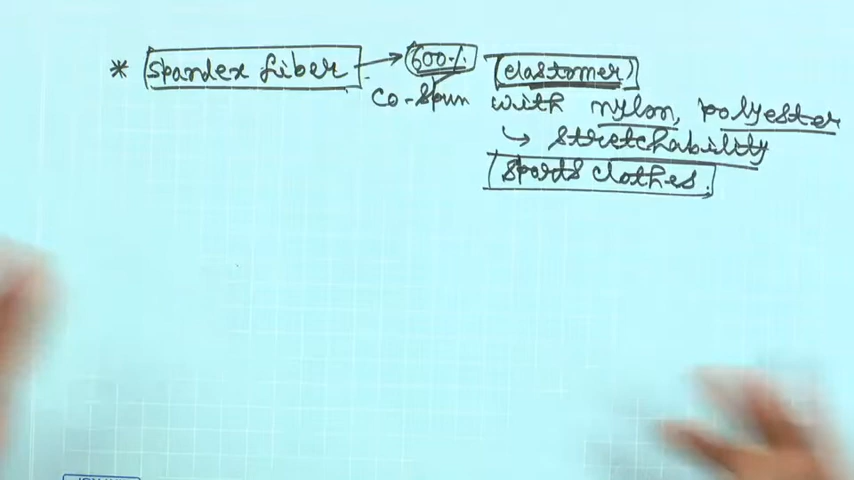 * Spandex fiber → 600% (elastomer)
co-spun with nylon, polyester
↳ stretchability
(sports clothes.